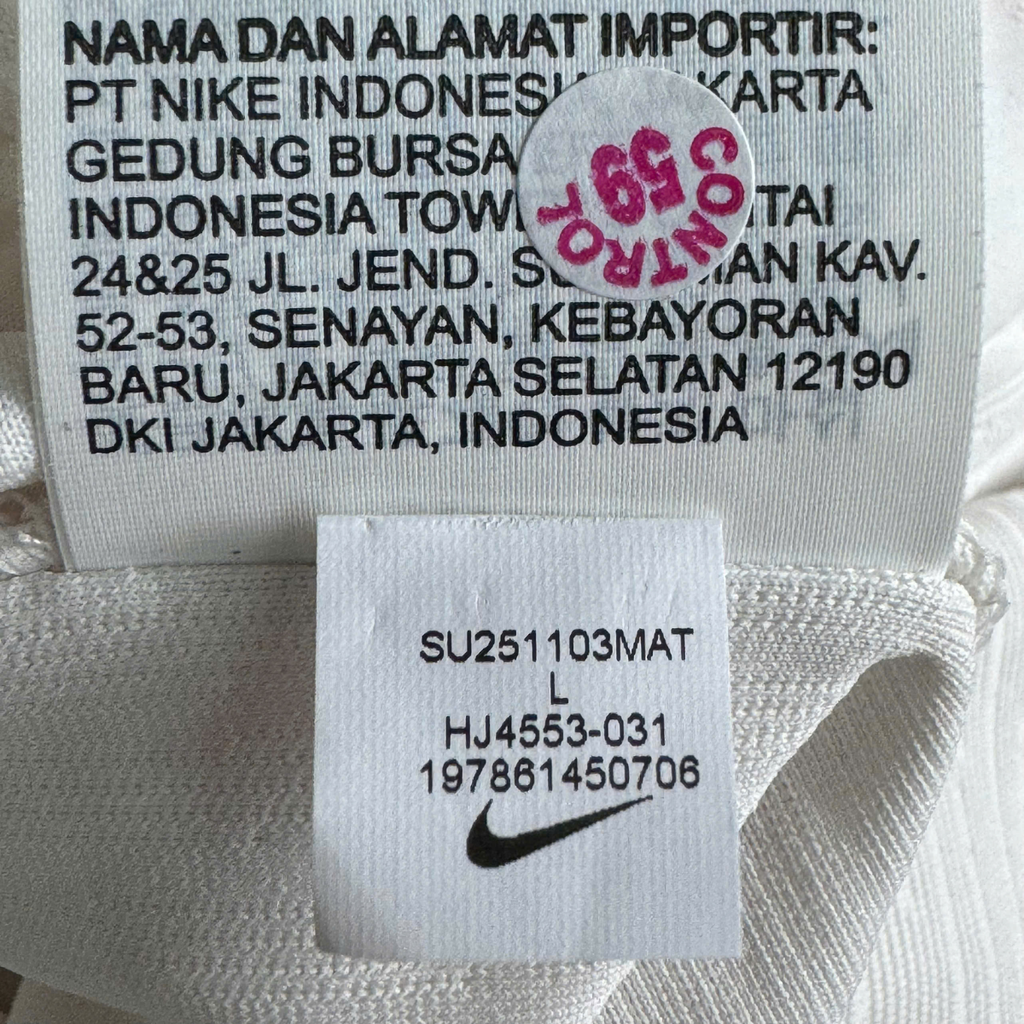 NAMA DAN ALAMAT IMPORTIR:
PT NIKE INDONESI KARTA
GEDUNG BURSA
INDONESIA TOW TAI
24&25 JL. JEND. S AN KAV.
52-53, SENAYAN, KEBAYORAN
BARU, JAKARTA SELATAN 12190
DKI JAKARTA, INDONESIA
CONTROL
59
SU251103MAT
L
HJ4553-031
197861450706